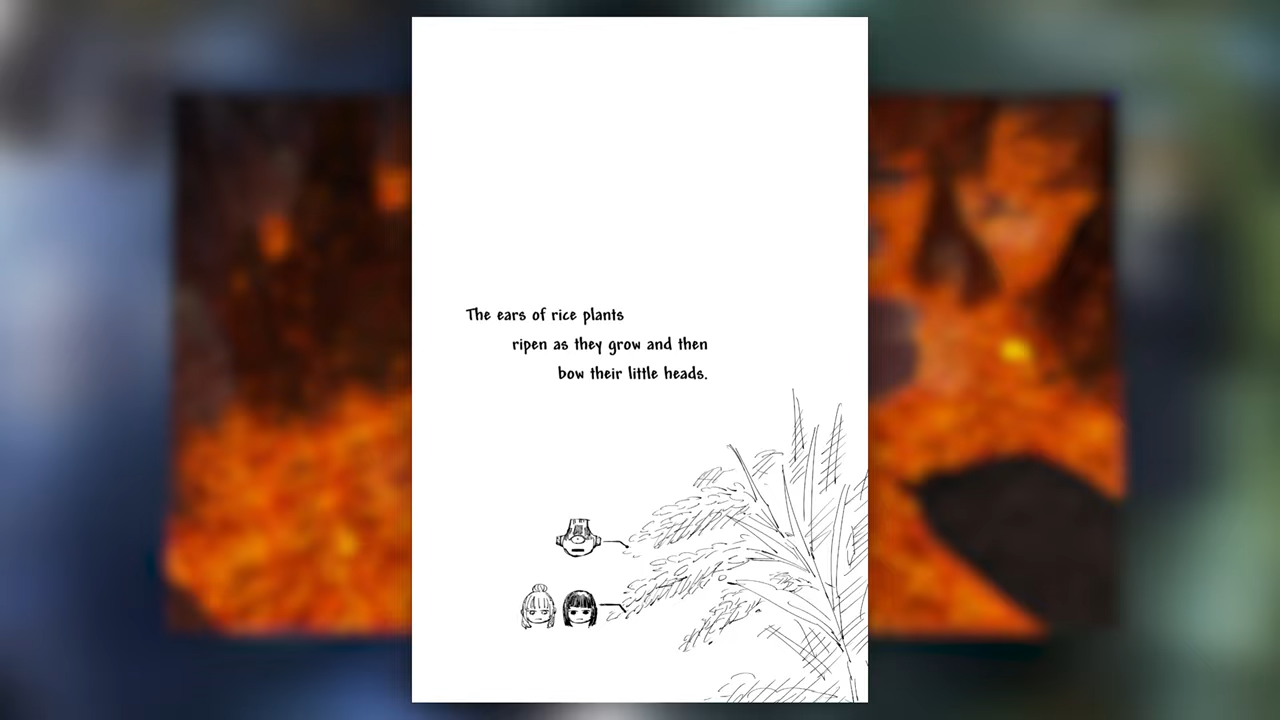 The ears of rice plants
ripen as they grow and then
bow their little heads.